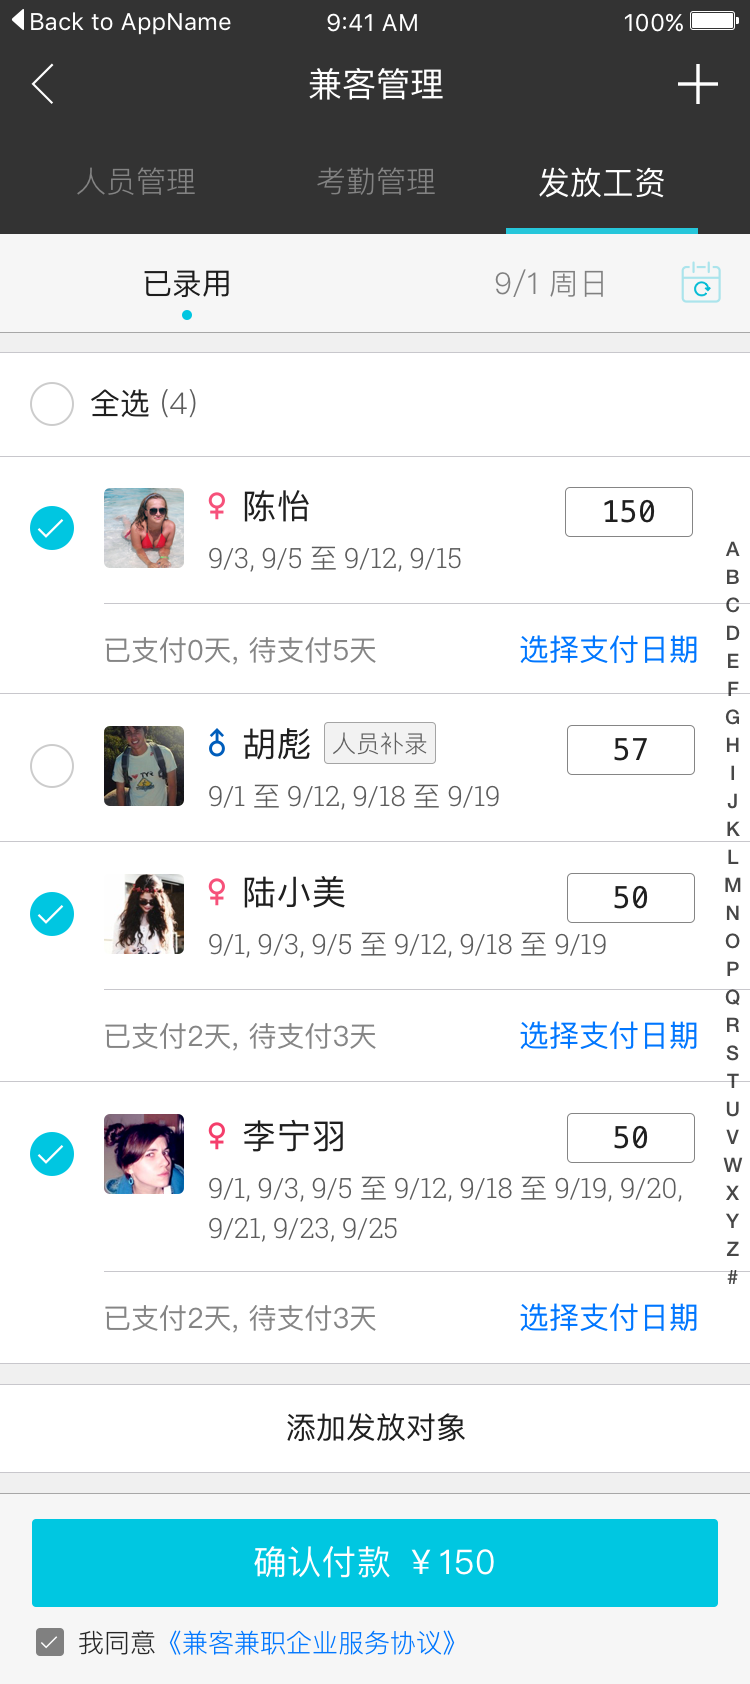 Back to AppName 9:41 AM 100%
兼客管理
人员管理 考勤管理 发放工资
已录用 9/1 周日
全选 (4)
陈怡 150
9/3, 9/5 至 9/12, 9/15
已支付0天, 待支付5天 选择支付日期
胡彪 人员补录 57
9/1 至 9/12, 9/18 至 9/19
陆小美 50
9/1, 9/3, 9/5 至 9/12, 9/18 至 9/19
已支付2天, 待支付3天 选择支付日期
李宁羽 50
9/1, 9/3, 9/5 至 9/12, 9/18 至 9/19, 9/20,
9/21, 9/23, 9/25
已支付2天, 待支付3天 选择支付日期
A
B
C
D
E
F
G
H
I
J
K
L
M
N
O
P
Q
R
S
T
U
V
W
X
Y
Z
#
添加发放对象
确认付款 ¥150
我同意《兼客兼职企业服务协议》